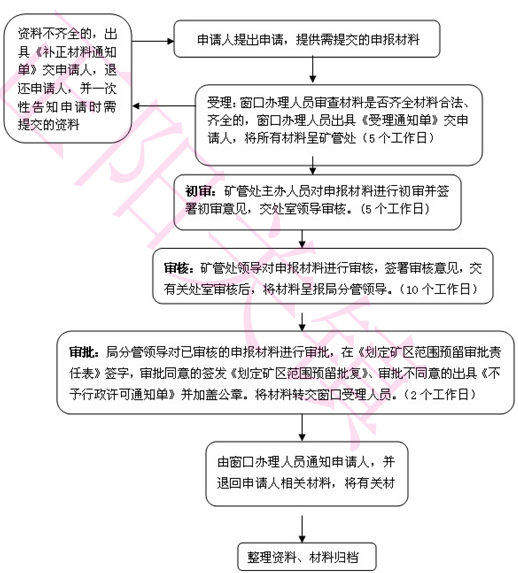 资料不齐全的，出
具《补正材料通知
单》交申请人，退
还申请人，并一次
性告知申请时需
提交的资料
申请人提出申请，提供需提交的申报材料
受理：窗口办理人员审查材料是否齐全材料合法、
齐全的，窗口办理人员出具《受理通知单》交申
请人，将所有材料呈矿管处（5 个工作日）
初审：矿管处主办人员对申报材料进行初审并签
署初审意见，交处室领导审核。（5 个工作日）
审核：矿管处领导对申报材料进行审核，签署审核意见，交
有关处室审核后，将材料呈报局分管领导。（10 个工作日）
审批：局分管领导对已审核的申报材料进行审批，在《划定矿区范围预留审批责
任表》签字，审批同意的签发《划定矿区范围预留批复》、审批不同意的出具《不
予行政许可通知单》并加盖公章。将材料转交窗口受理人员。（2 个工作日）
由窗口办理人员通知申请人，并
退回申请人相关材料，将有关材
整理资料、材料归档